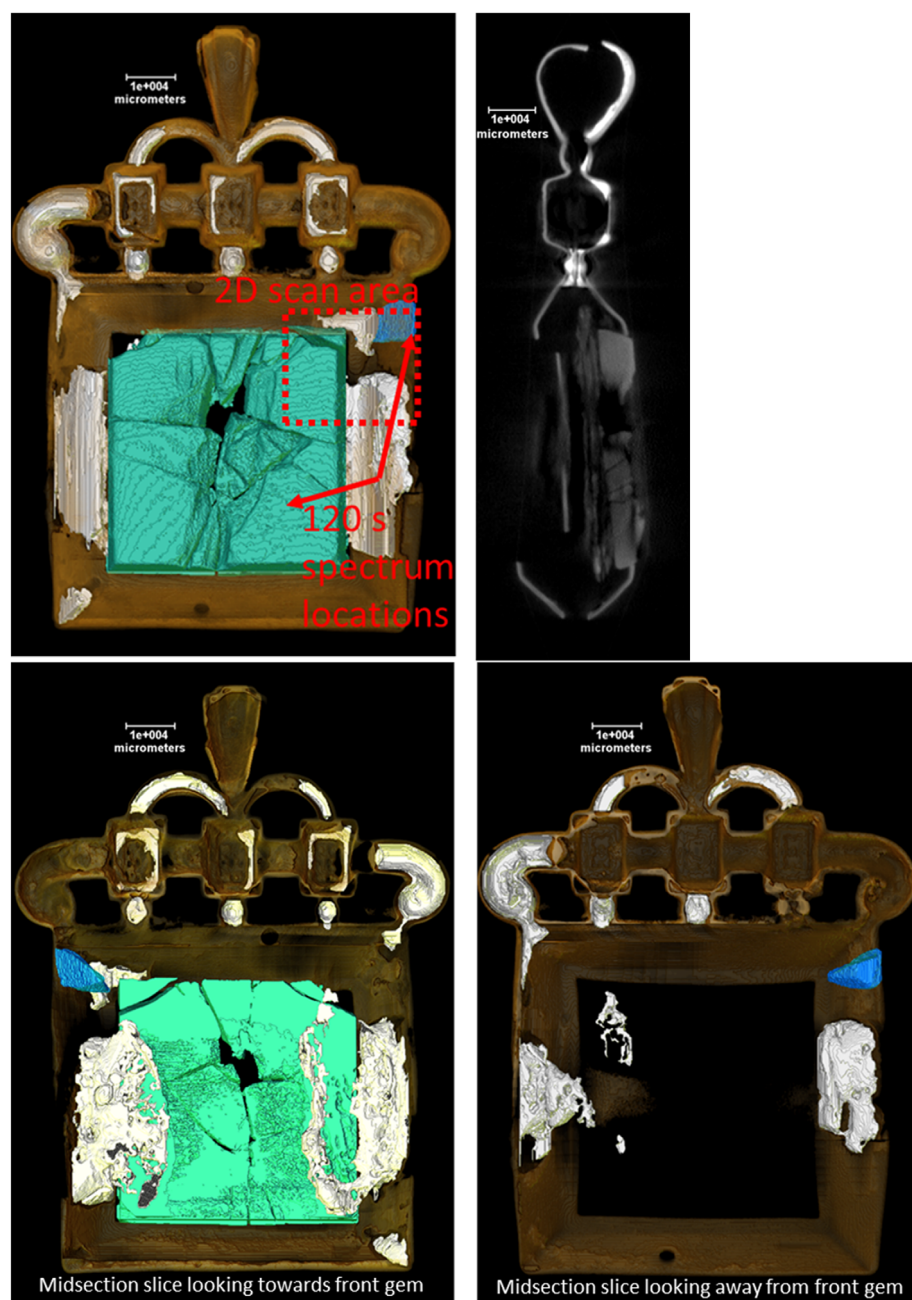 1e+004
micrometers
1e+004
micrometers
2D scan area
120 s
spectrum
locations
1e+004
micrometers
Midsection slice looking towards front gem
1e+004
micrometers
Midsection slice looking away from front gem